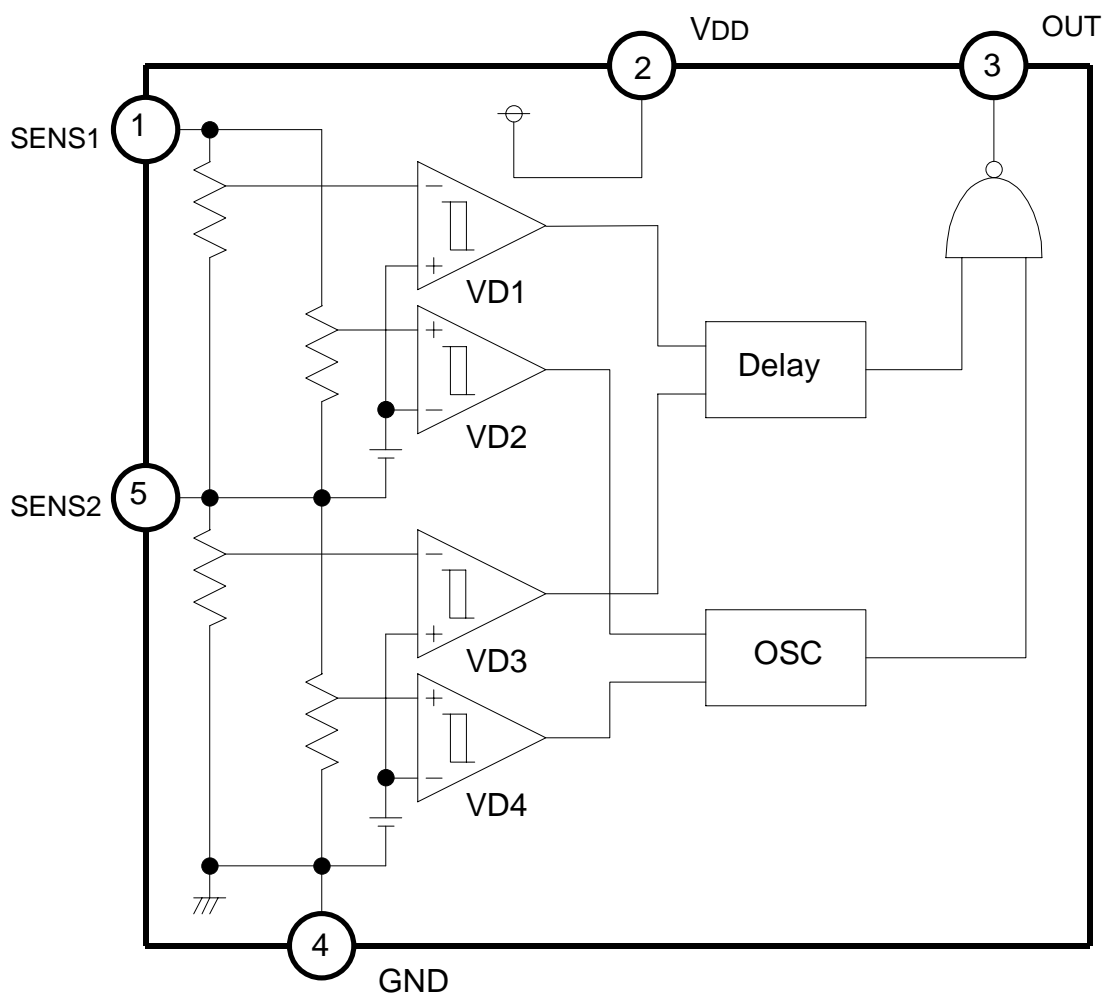 VDD
OUT
2
3
1
SENS1
−
+
VD1
+
−
VD2
Delay
5
SENS2
−
+
VD3
OSC
+
−
VD4
4
GND